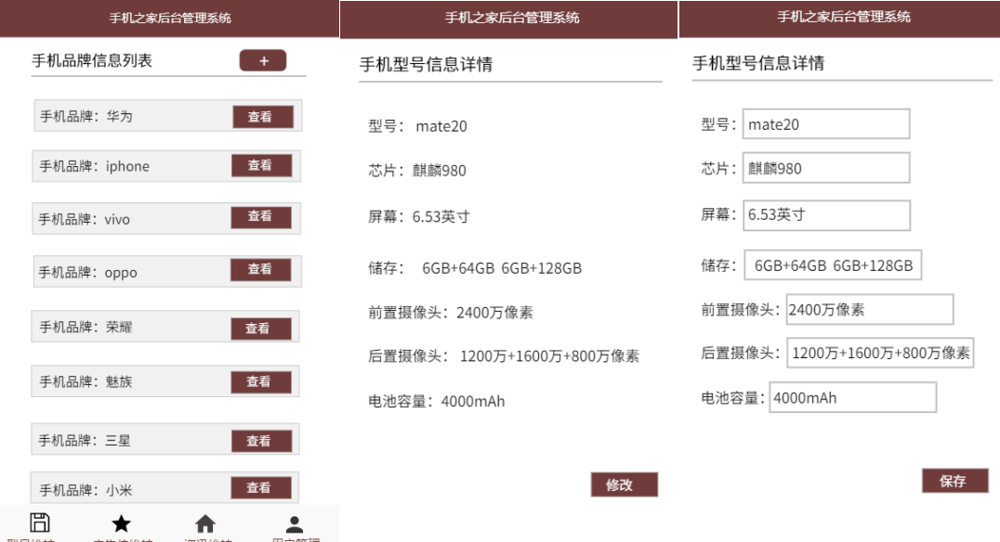 手机之家后台管理系统
手机品牌信息列表
+
手机品牌：华为
查看
手机品牌：iphone
查看
手机品牌：vivo
查看
手机品牌：oppo
查看
手机品牌：荣耀
查看
手机品牌：魅族
查看
手机品牌：三星
查看
手机品牌：小米
查看
手机之家后台管理系统
手机型号信息详情
型号： mate20
芯片：麒麟980
屏幕：6.53英寸
储存： 6GB+64GB 6GB+128GB
前置摄像头：2400万像素
后置摄像头： 1200万+1600万+800万像素
电池容量：4000mAh
修改
手机之家后台管理系统
手机型号信息详情
型号：mate20
芯片：麒麟980
屏幕：6.53英寸
储存： 6GB+64GB 6GB+128GB
前置摄像头：2400万像素
后置摄像头：1200万+1600万+800万像素
电池容量：4000mAh
保存